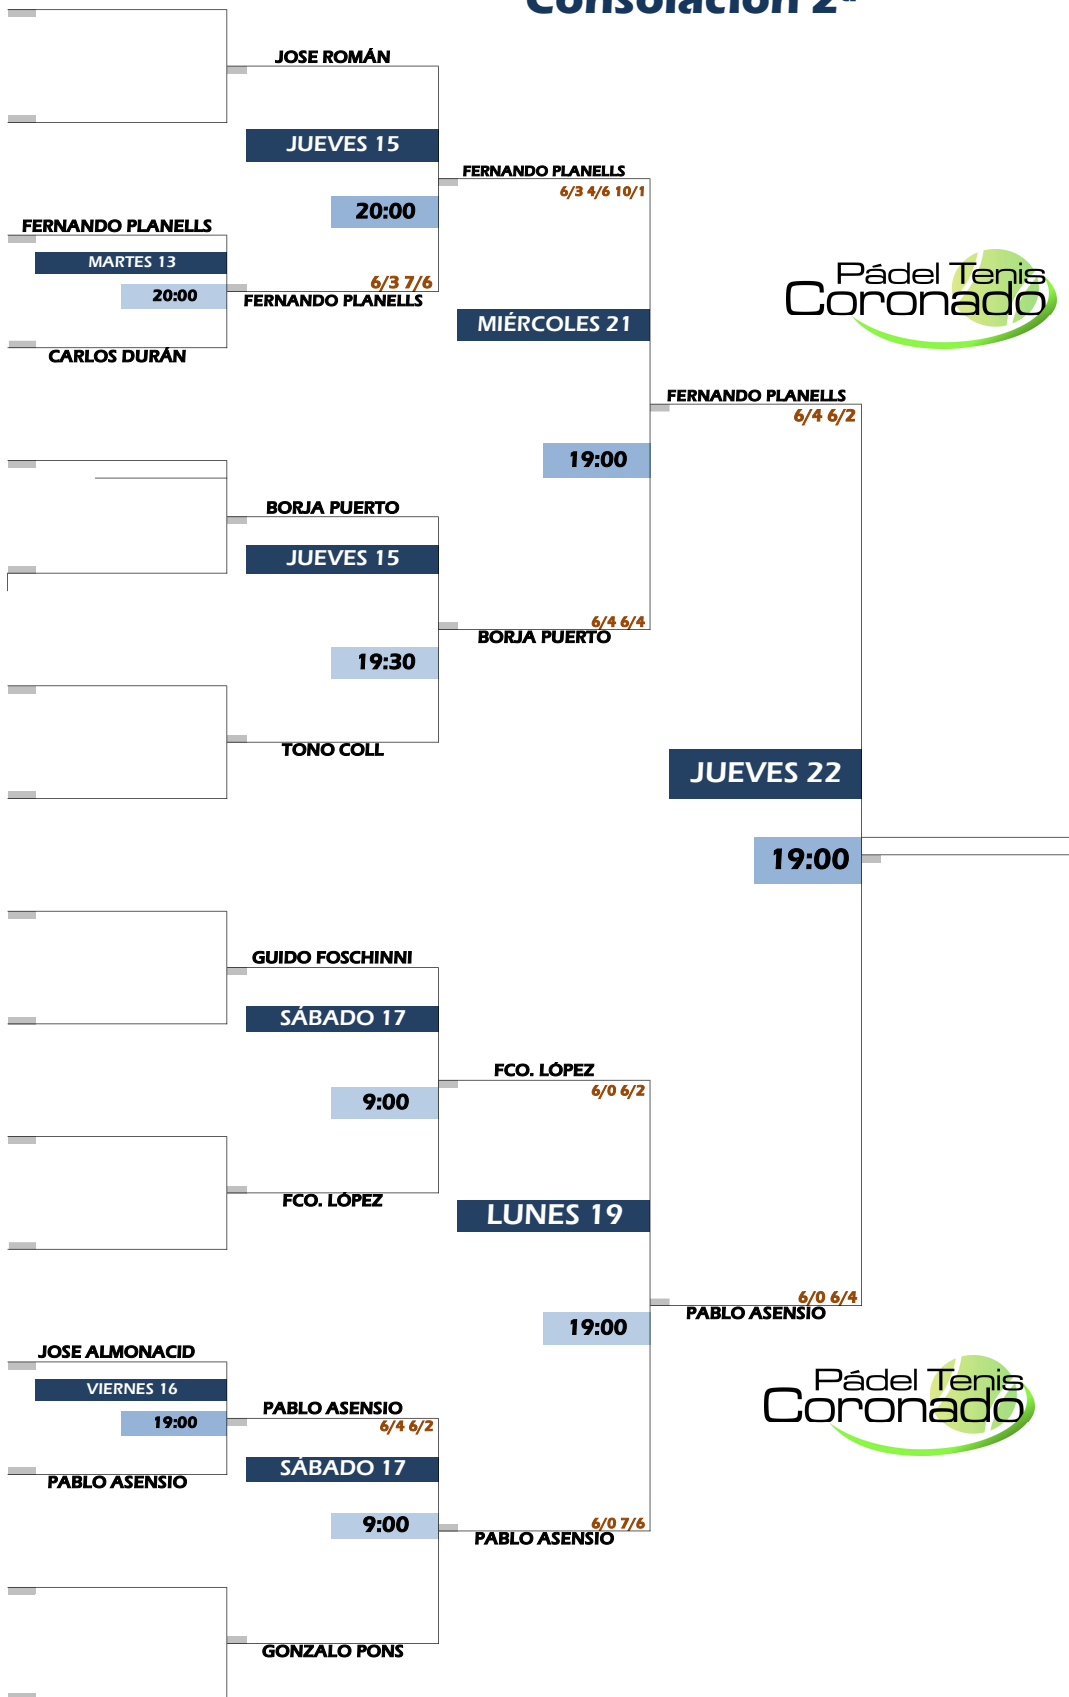 Consolación 2ª
JOSE ROMÁN
JUEVES 15
FERNANDO PLANELLS
6/3 4/6 10/1
20:00
FERNANDO PLANELLS
MARTES 13
20:00
6/3 7/6
FERNANDO PLANELLS
CARLOS DURÁN
Pádel Tenis
Coronado
MIÉRCOLES 21
FERNANDO PLANELLS
6/4 6/2
19:00
BORJA PUERTO
JUEVES 15
6/4 6/4
BORJA PUERTO
19:30
TONO COLL
JUEVES 22
19:00
GUIDO FOSCHINNI
SÁBADO 17
FCO. LÓPEZ
6/0 6/2
9:00
FCO. LÓPEZ
LUNES 19
6/0 6/4
PABLO ASENSIO
19:00
JOSE ALMONACID
VIERNES 16
19:00
PABLO ASENSIO
6/4 6/2
PABLO ASENSIO
SÁBADO 17
9:00
6/0 7/6
PABLO ASENSIO
Pádel Tenis
Coronado
GONZALO PONS